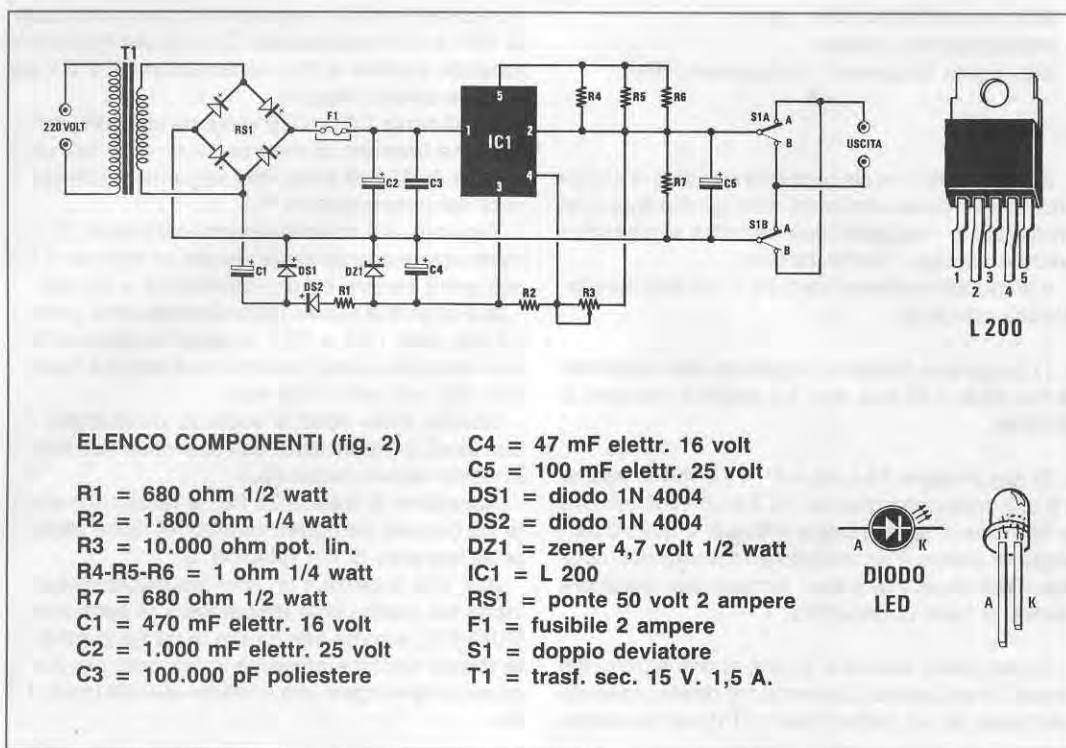 T1
220 VOLT
RS1
F1
C2
C3
5
1
IC1
2
3
4
R4
R5
R6
R7
C5
S1A
A
B
USCITA
S1B
A
B
C1
DS1
DS2
R1
DZ1
C4
R2
R3
1
2
3
4
5
L 200
ELENCO COMPONENTI (fig. 2)
R1 = 680 ohm 1/2 watt
R2 = 1.800 ohm 1/4 watt
R3 = 10.000 ohm pot. lin.
R4-R5-R6 = 1 ohm 1/4 watt
R7 = 680 ohm 1/2 watt
C1 = 470 mF elettr. 16 volt
C2 = 1.000 mF elettr. 25 volt
C3 = 100.000 pF poliestere
C4 = 47 mF elettr. 16 volt
C5 = 100 mF elettr. 25 volt
DS1 = diodo 1N 4004
DS2 = diodo 1N 4004
DZ1 = zener 4,7 volt 1/2 watt
IC1 = L 200
RS1 = ponte 50 volt 2 ampere
F1 = fusibile 2 ampere
S1 = doppio deviatore
T1 = trasf. sec. 15 V. 1,5 A.
A
K
DIODO
LED
A
K